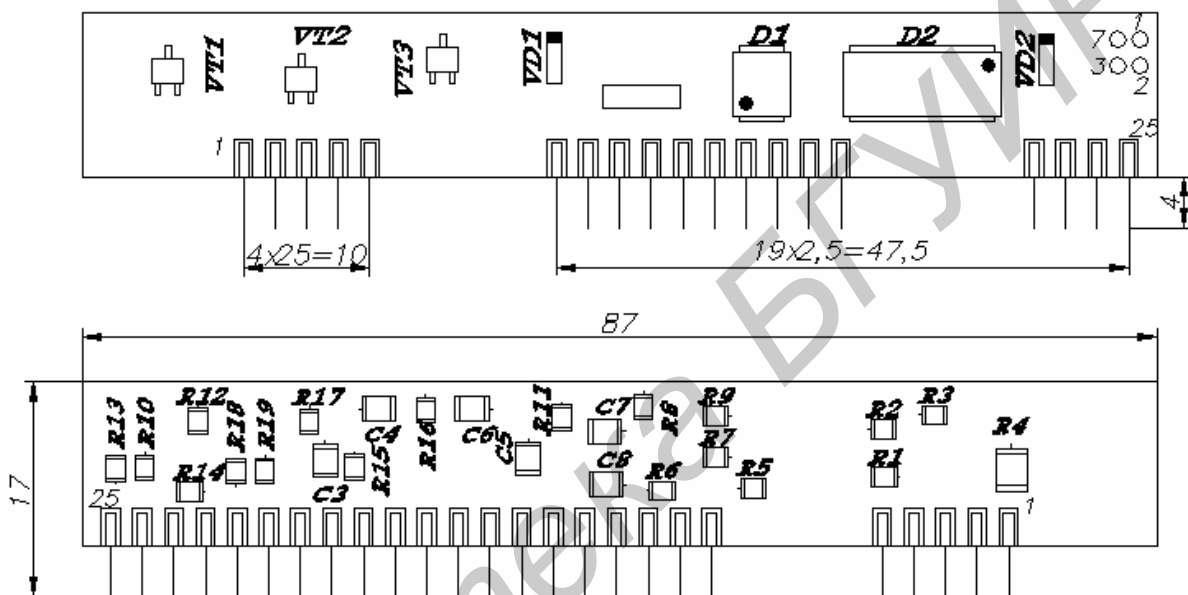 VT1
VT2
VT3
VD1
D1
D2
VD2
1
700
300
2
1
25
4x25=10
19x2,5=47,5
4
87
17
R13
R10
R12
R14
R18
R19
R17
C3
R15
C4
R16
C6
C5
R11
C7
C8
R8
R6
R9
R7
R5
R2
R1
R3
R4
25
1
ека БГУИР